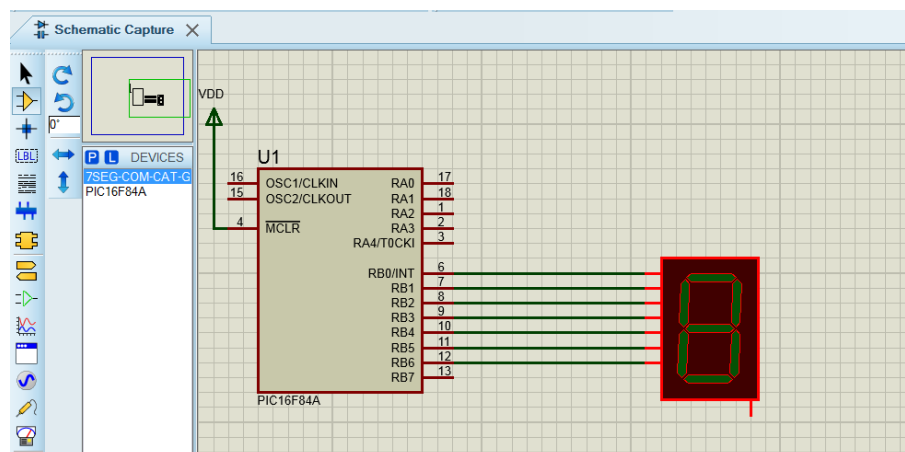 Schematic Capture
VDD
0°
LBL
P L DEVICES
7SEG-COM-CAT-G
PIC16F84A
U1
16 OSC1/CLKIN RA0 17
15 OSC2/CLKOUT RA1 18
RA2 1
4 MCLR RA3 2
RA4/T0CKI 3
RB0/INT 6
RB1 7
RB2 8
RB3 9
RB4 10
RB5 11
RB6 12
RB7 13
PIC16F84A